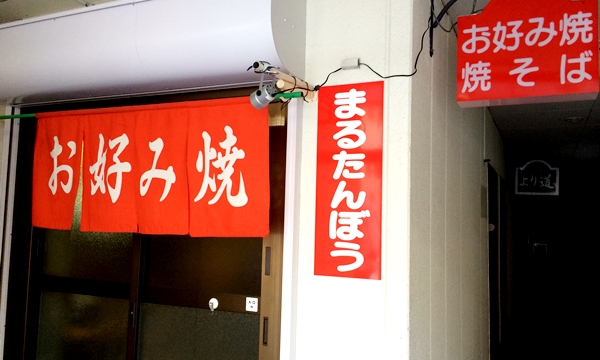 お好み焼
まるたんぼう
お好み焼
焼そば
より道